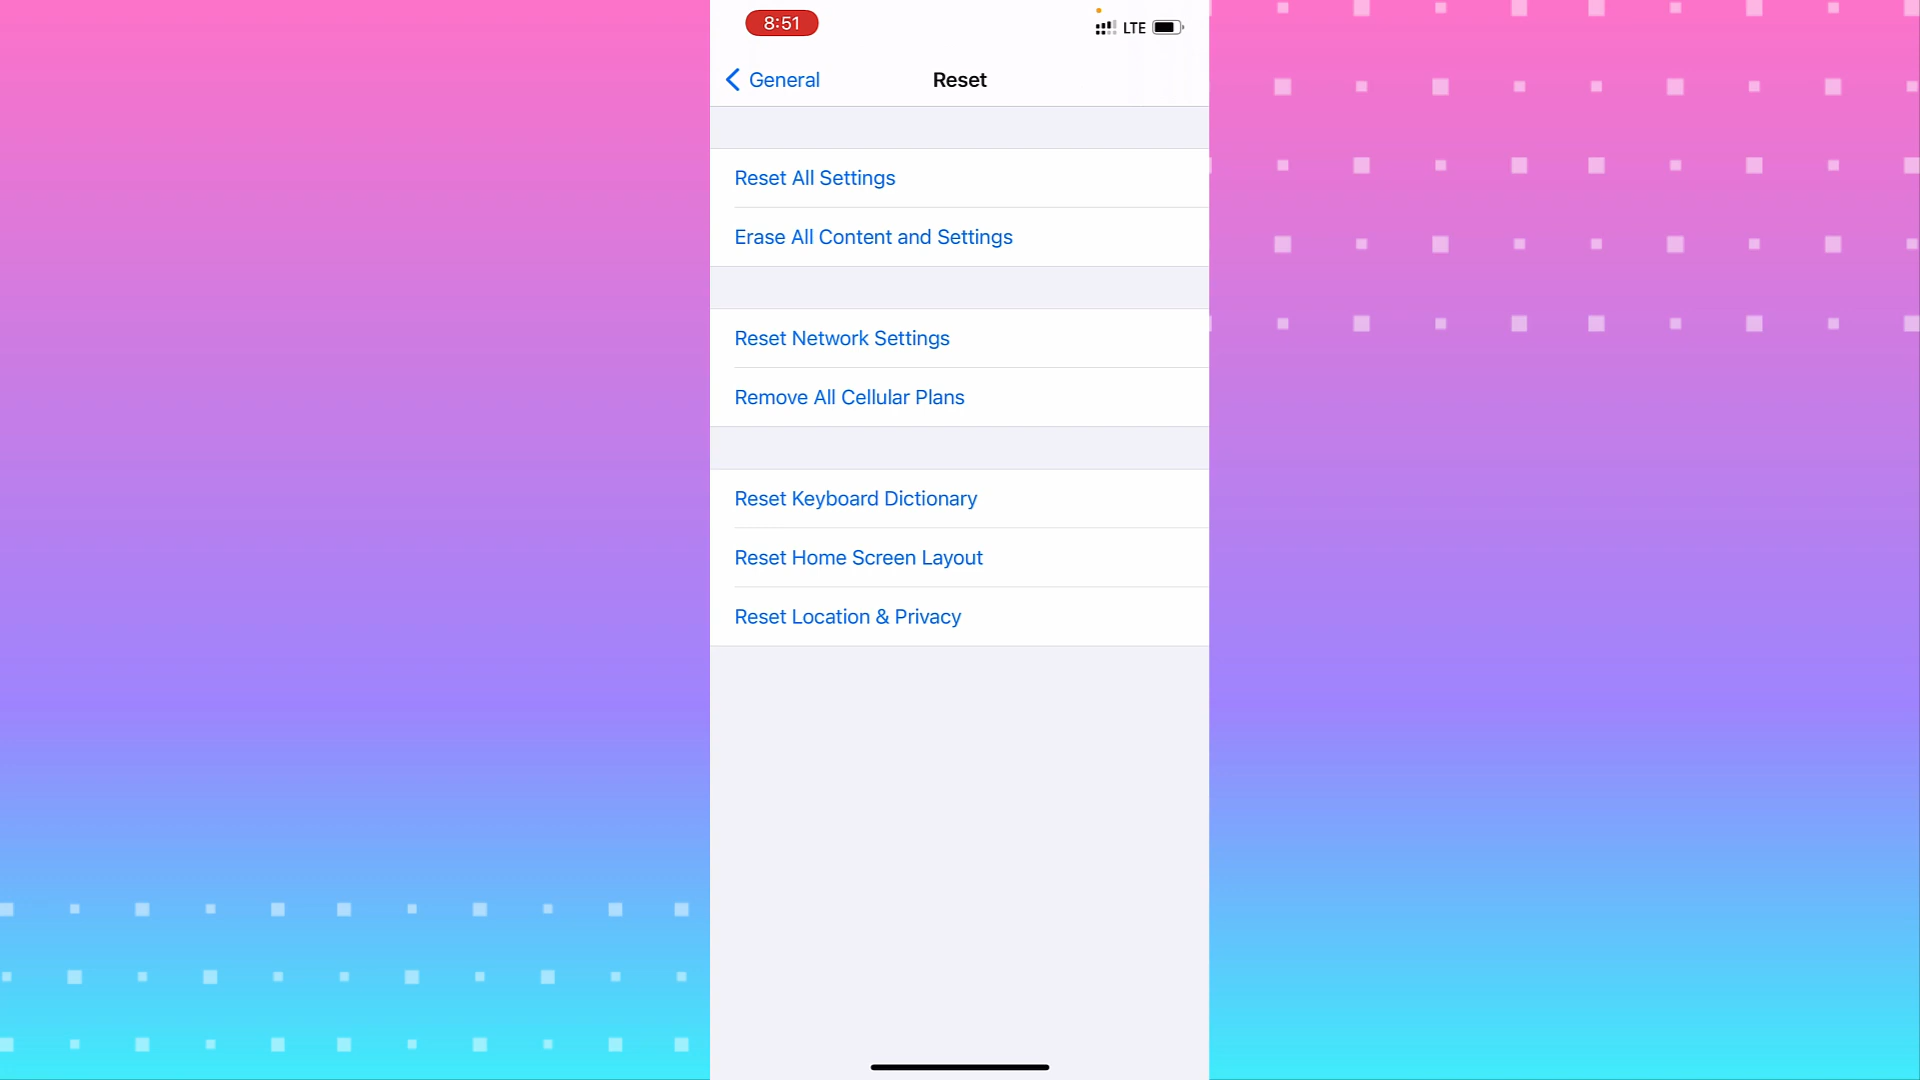 8:51
LTE
General
Reset
Reset All Settings
Erase All Content and Settings
Reset Network Settings
Remove All Cellular Plans
Reset Keyboard Dictionary
Reset Home Screen Layout
Reset Location & Privacy